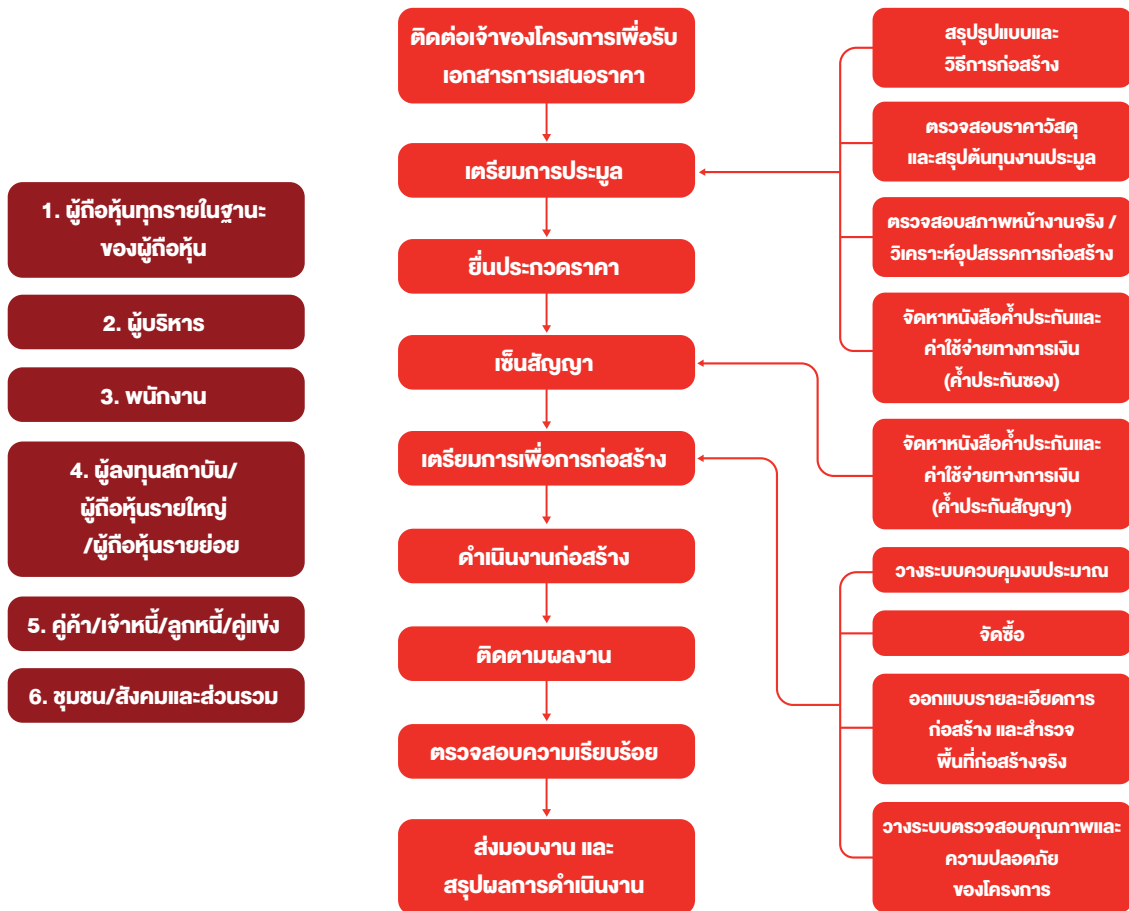 1. ผู้ถือหุ้นทุกรายในฐานะ
ของผู้ถือหุ้น
2. ผู้บริหาร
3. พนักงาน
4. ผู้ลงทุนสถาบัน/
ผู้ถือหุ้นรายใหญ่
/ผู้ถือหุ้นรายย่อย
5. คู่ค้า/เจ้าหนี้/ลูกหนี้/คู่แข่ง
6. ชุมชน/สังคมและส่วนรวม
ติดต่อเจ้าของโครงการเพื่อรับ
เอกสารการเสนอราคา
เตรียมการประมูล
ยื่นประกวดราคา
เซ็นสัญญา
เตรียมการเพื่อการก่อสร้าง
ดำเนินงานก่อสร้าง
ติดตามผลงาน
ตรวจสอบความเรียบร้อย
ส่งมอบงาน และ
สรุปผลการดำเนินงาน
สรุปรูปแบบและ
วิธีการก่อสร้าง
ตรวจสอบราคาวัสดุ
และสรุปต้นทุนงานประมูล
ตรวจสอบสภาพหน้างานจริง /
วิเคราะห์อุปสรรคการก่อสร้าง
จัดหาหนังสือค้ำประกันและ
ค่าใช้จ่ายทางการเงิน
(ค้ำประกันซอง)
จัดหาหนังสือค้ำประกันและ
ค่าใช้จ่ายทางการเงิน
(ค้ำประกันสัญญา)
วางระบบควบคุมงบประมาณ
จัดซื้อ
ออกแบบรายละเอียดการ
ก่อสร้าง และสำรวจ
พื้นที่ก่อสร้างจริง
วางระบบตรวจสอบคุณภาพและ
ความปลอดภัย
ของโครงการ